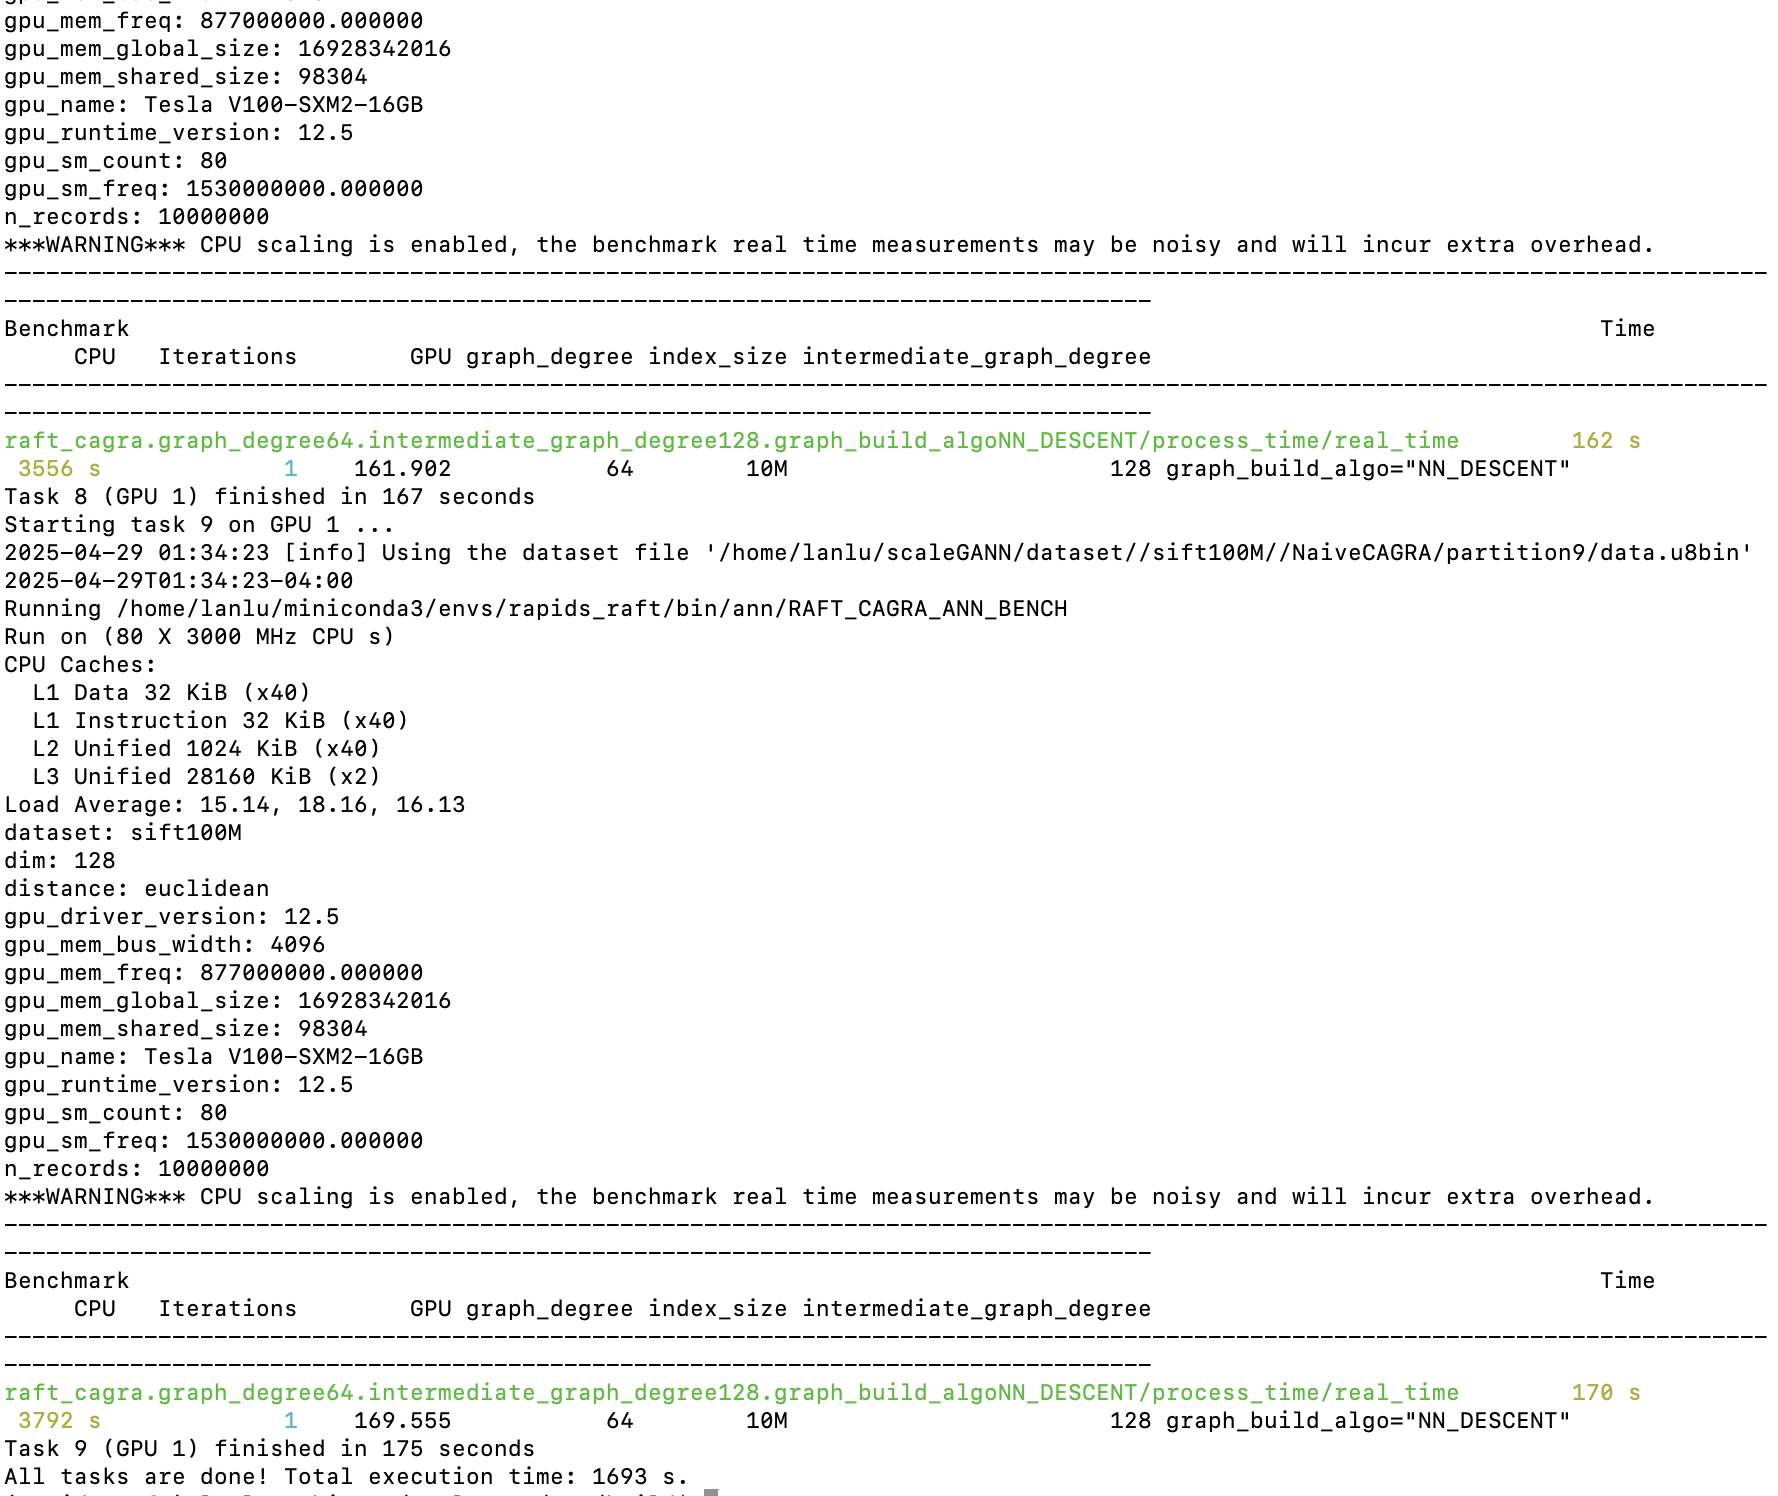 gpu_mem_freq: 877000000.000000
gpu_mem_global_size: 16928342016
gpu_mem_shared_size: 98304
gpu_name: Tesla V100-SXM2-16GB
gpu_runtime_version: 12.5
gpu_sm_count: 80
gpu_sm_freq: 1530000000.000000
n_records: 10000000
***WARNING*** CPU scaling is enabled, the benchmark real time measurements may be noisy and will incur extra overhead.
------------------------------------------------------------------------------------------------------------------------------
----------------------------------------------------------------------------------
Benchmark Time
CPU Iterations GPU graph_degree index_size intermediate_graph_degree
------------------------------------------------------------------------------------------------------------------------------
----------------------------------------------------------------------------------
raft_cagra.graph_degree64.intermediate_graph_degree128.graph_build_algoNN_DESCENT/process_time/real_time 162 s
3556 s 1 161.902 64 10M 128 graph_build_algo="NN_DESCENT"
Task 8 (GPU 1) finished in 167 seconds
Starting task 9 on GPU 1 ...
2025-04-29 01:34:23 [info] Using the dataset file '/home/lanlu/scaleGANN/dataset//sift100M//NaiveCAGRA/partition9/data.u8bin'
2025-04-29T01:34:23-04:00
Running /home/lanlu/miniconda3/envs/rapids_raft/bin/ann/RAFT_CAGRA_ANN_BENCH
Run on (80 X 3000 MHz CPU s)
CPU Caches:
L1 Data 32 KiB (x40)
L1 Instruction 32 KiB (x40)
L2 Unified 1024 KiB (x40)
L3 Unified 28160 KiB (x2)
Load Average: 15.14, 18.16, 16.13
dataset: sift100M
dim: 128
distance: euclidean
gpu_driver_version: 12.5
gpu_mem_bus_width: 4096
gpu_mem_freq: 877000000.000000
gpu_mem_global_size: 16928342016
gpu_mem_shared_size: 98304
gpu_name: Tesla V100-SXM2-16GB
gpu_runtime_version: 12.5
gpu_sm_count: 80
gpu_sm_freq: 1530000000.000000
n_records: 10000000
***WARNING*** CPU scaling is enabled, the benchmark real time measurements may be noisy and will incur extra overhead.
------------------------------------------------------------------------------------------------------------------------------
----------------------------------------------------------------------------------
Benchmark Time
CPU Iterations GPU graph_degree index_size intermediate_graph_degree
------------------------------------------------------------------------------------------------------------------------------
----------------------------------------------------------------------------------
raft_cagra.graph_degree64.intermediate_graph_degree128.graph_build_algoNN_DESCENT/process_time/real_time 170 s
3792 s 1 169.555 64 10M 128 graph_build_algo="NN_DESCENT"
Task 9 (GPU 1) finished in 175 seconds
All tasks are done! Total execution time: 1693 s.